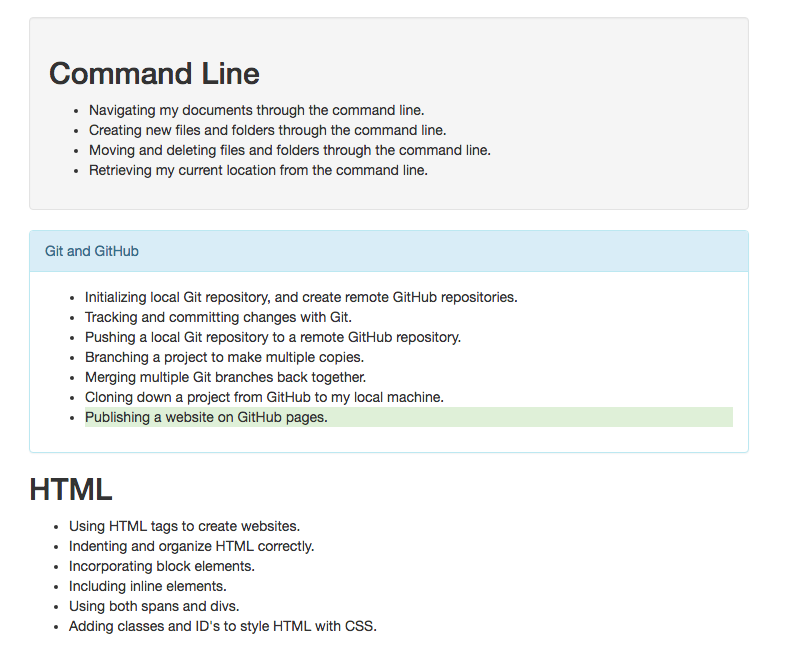 Command Line
• Navigating my documents through the command line.
• Creating new files and folders through the command line.
• Moving and deleting files and folders through the command line.
• Retrieving my current location from the command line.
Git and GitHub
• Initializing local Git repository, and create remote GitHub repositories.
• Tracking and committing changes with Git.
• Pushing a local Git repository to a remote GitHub repository.
• Branching a project to make multiple copies.
• Merging multiple Git branches back together.
• Cloning down a project from GitHub to my local machine.
• Publishing a website on GitHub pages.
HTML
• Using HTML tags to create websites.
• Indenting and organize HTML correctly.
• Incorporating block elements.
• Including inline elements.
• Using both spans and divs.
• Adding classes and ID's to style HTML with CSS.